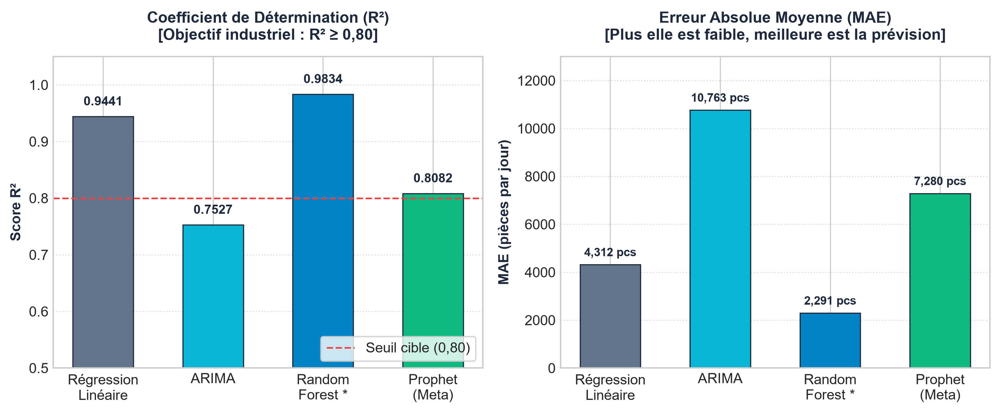 Coefficient de Détermination (R²)
[Objectif industriel : R² ≥ 0,80]
Score R²
1.0
0.9
0.8
0.7
0.6
0.5
0.9441
0.7527
0.9834
0.8082
Seuil cible (0,80)
Régression
Linéaire
ARIMA
Random
Forest *
Prophet
(Meta)
Erreur Absolue Moyenne (MAE)
[Plus elle est faible, meilleure est la prévision]
MAE (pièces par jour)
12000
10000
8000
6000
4000
2000
0
4,312 pcs
10,763 pcs
2,291 pcs
7,280 pcs
Régression
Linéaire
ARIMA
Random
Forest *
Prophet
(Meta)